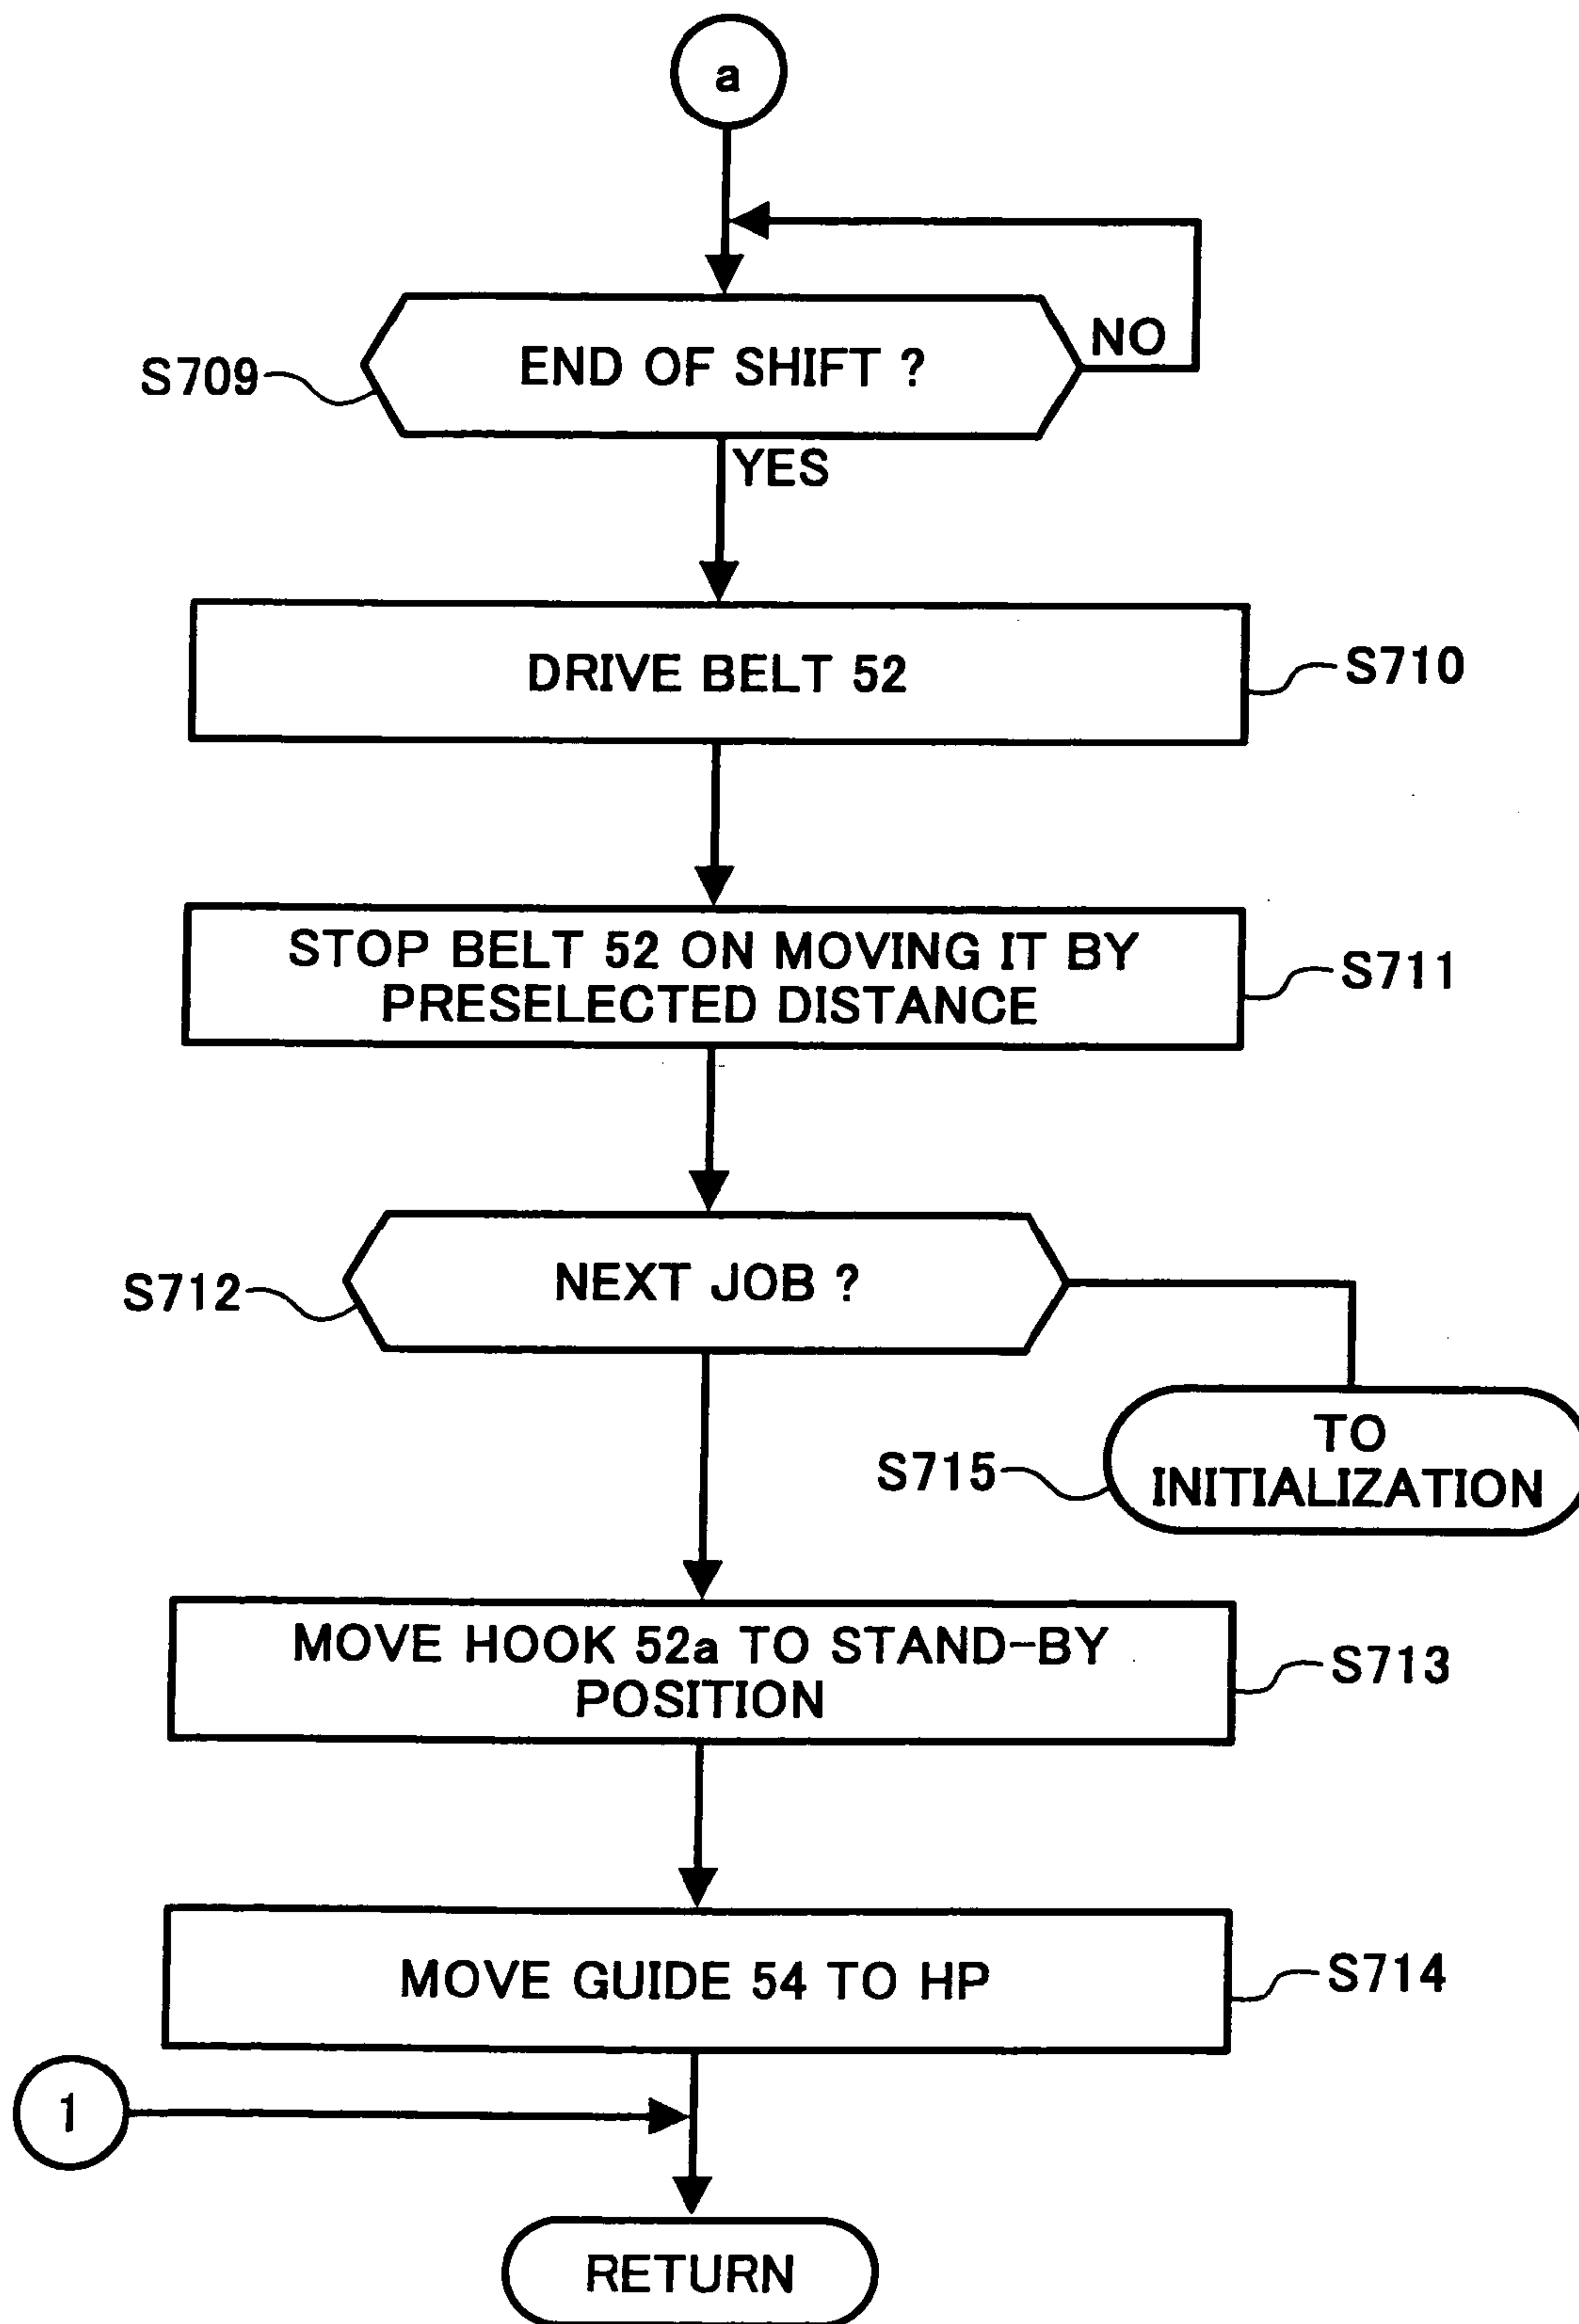 a
NO
S709
END OF SHIFT ?
YES
DRIVE BELT 52
S710
STOP BELT 52 ON MOVING IT BY
PRESELECTED DISTANCE
S711
S712
NEXT JOB ?
TO
INITIALIZATION
S715
MOVE HOOK 52a TO STAND-BY
POSITION
S713
MOVE GUIDE 54 TO HP
S714
1
RETURN